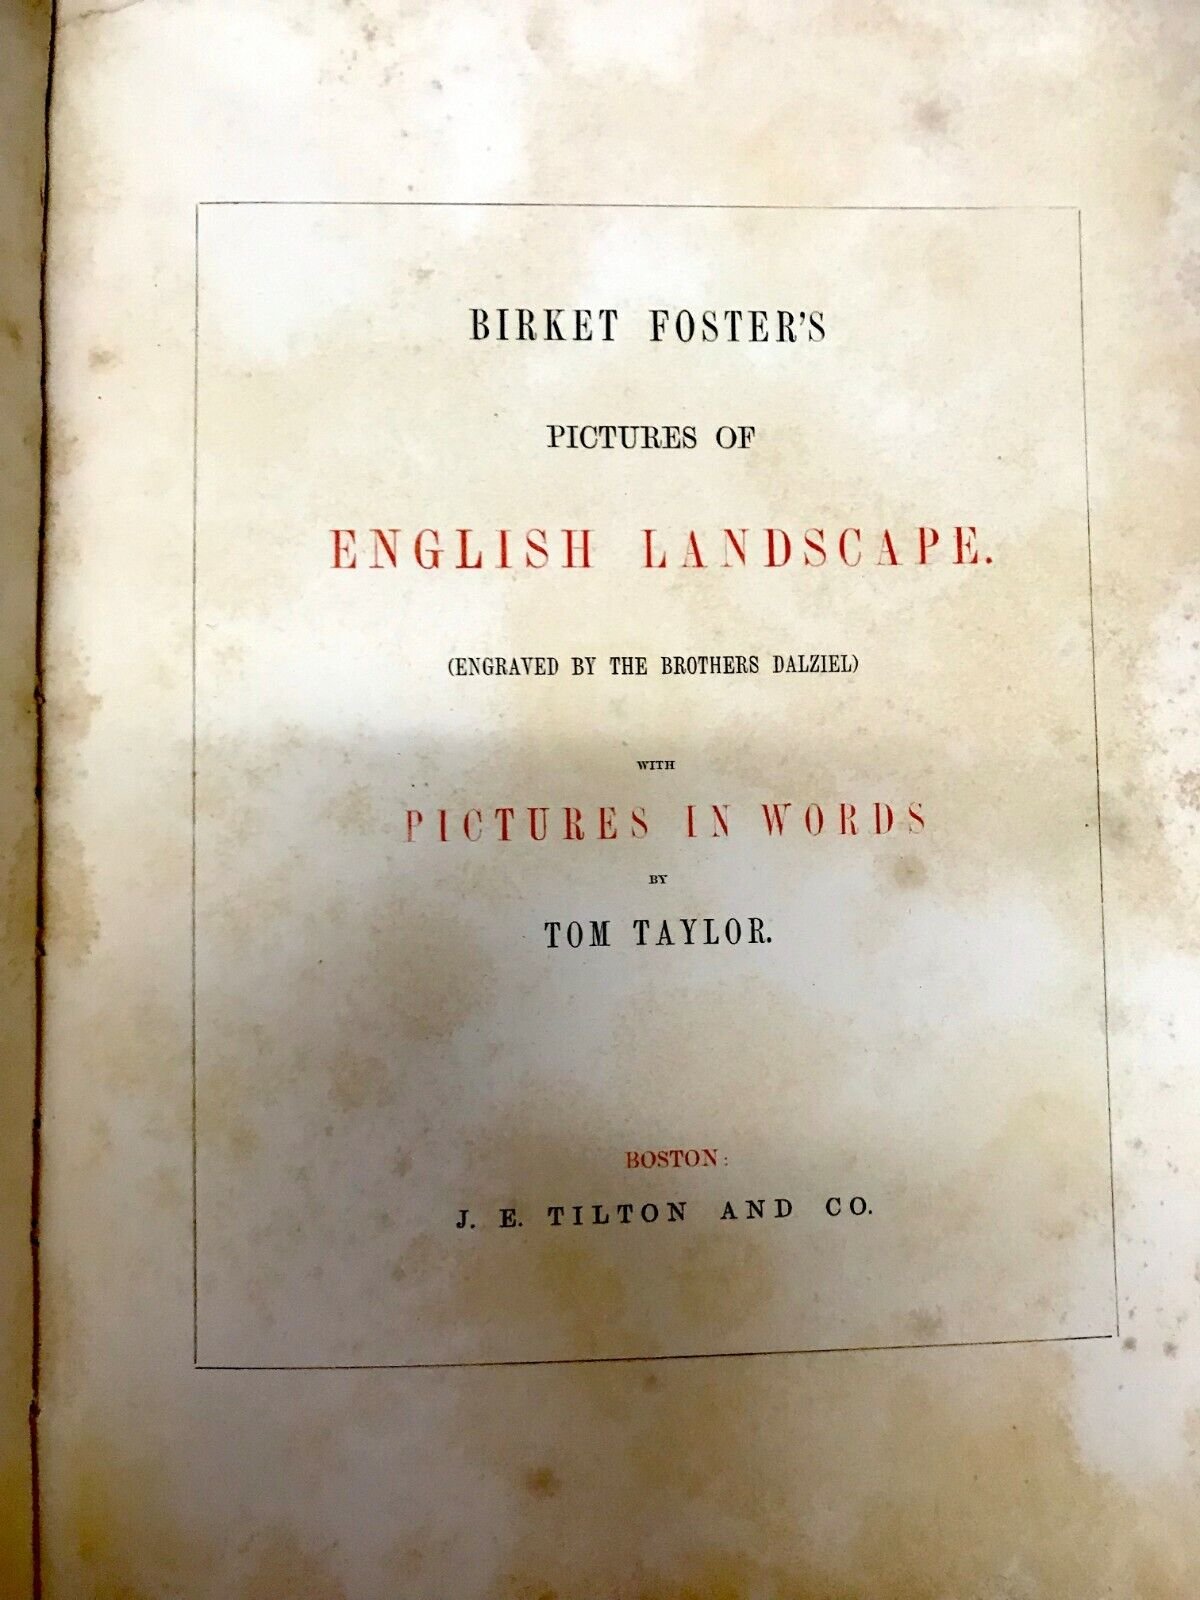 BIRKET FOSTER'S
PICTURES OF
ENGLISH LANDSCAPE.
(ENGRAVED BY THE BROTHERS DALZIEL)
WITH
PICTURES IN WORDS
BY
TOM TAYLOR.
BOSTON:
J. E. TILTON AND CO.